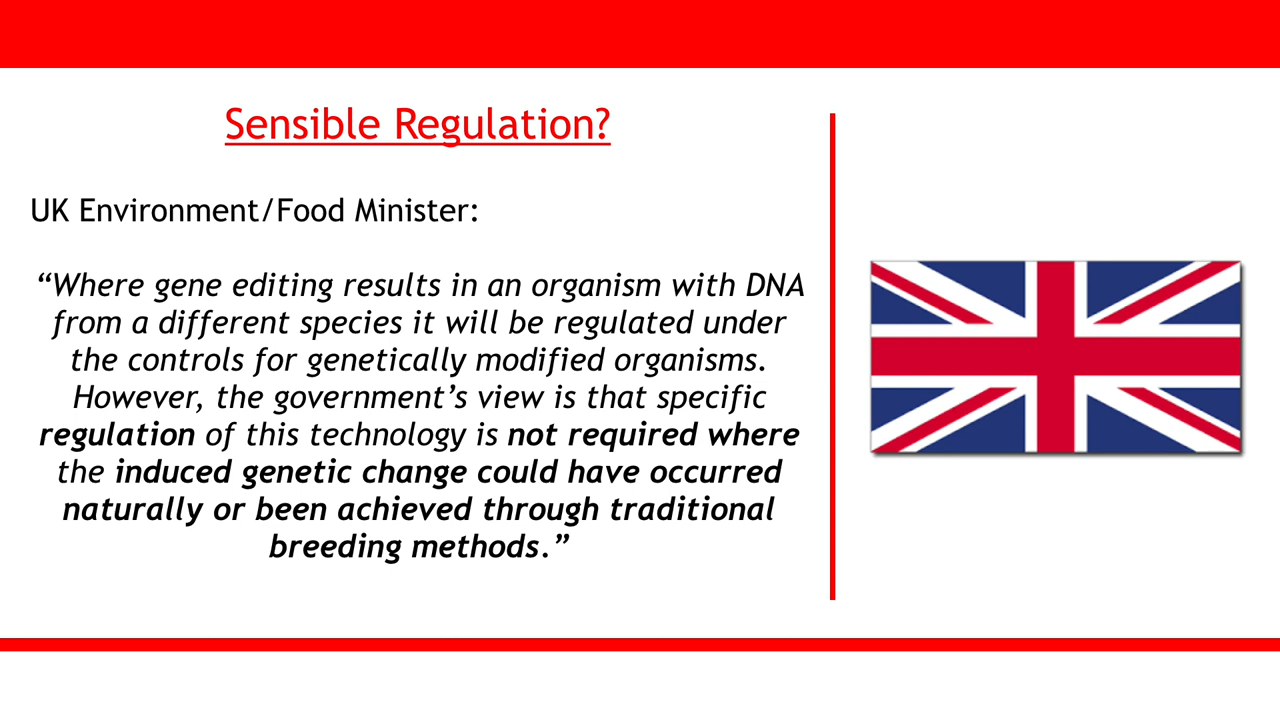 Sensible Regulation?
UK Environment/Food Minister:
“Where gene editing results in an organism with DNA
from a different species it will be regulated under
the controls for genetically modified organisms.
However, the government’s view is that specific
regulation of this technology is not required where
the induced genetic change could have occurred
naturally or been achieved through traditional
breeding methods.”